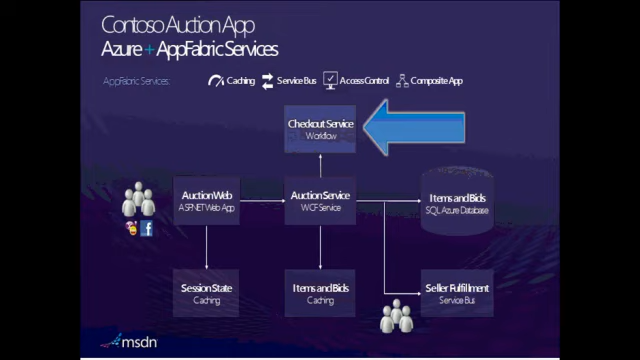 Contoso Auction App
Azure + AppFabric Services
AppFabric Services: Caching Service Bus Access Control Composite App
Checkout Service
Workflow
Auction Web
ASP.NET Web App
Auction Service
WCF Service
Items and Bids
SQL Azure Database
Session State
Caching
Items and Bids
Caching
Seller Fulfillment
Service Bus
msdn